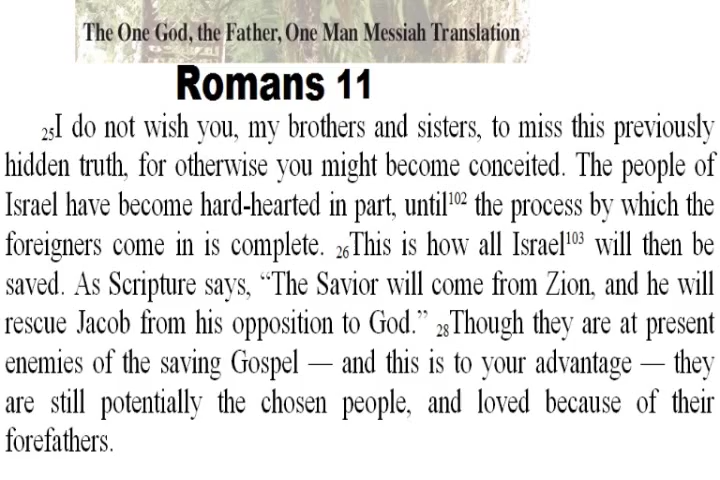 The One God, the Father, One Man Messiah Translation
Romans 11
25I do not wish you, my brothers and sisters, to miss this previously
hidden truth, for otherwise you might become conceited. The people of
Israel have become hard-hearted in part, until102 the process by which the
foreigners come in is complete. 26This is how all Israel103 will then be
saved. As Scripture says, “The Savior will come from Zion, and he will
rescue Jacob from his opposition to God.” 28Though they are at present
enemies of the saving Gospel — and this is to your advantage — they
are still potentially the chosen people, and loved because of their
forefathers.